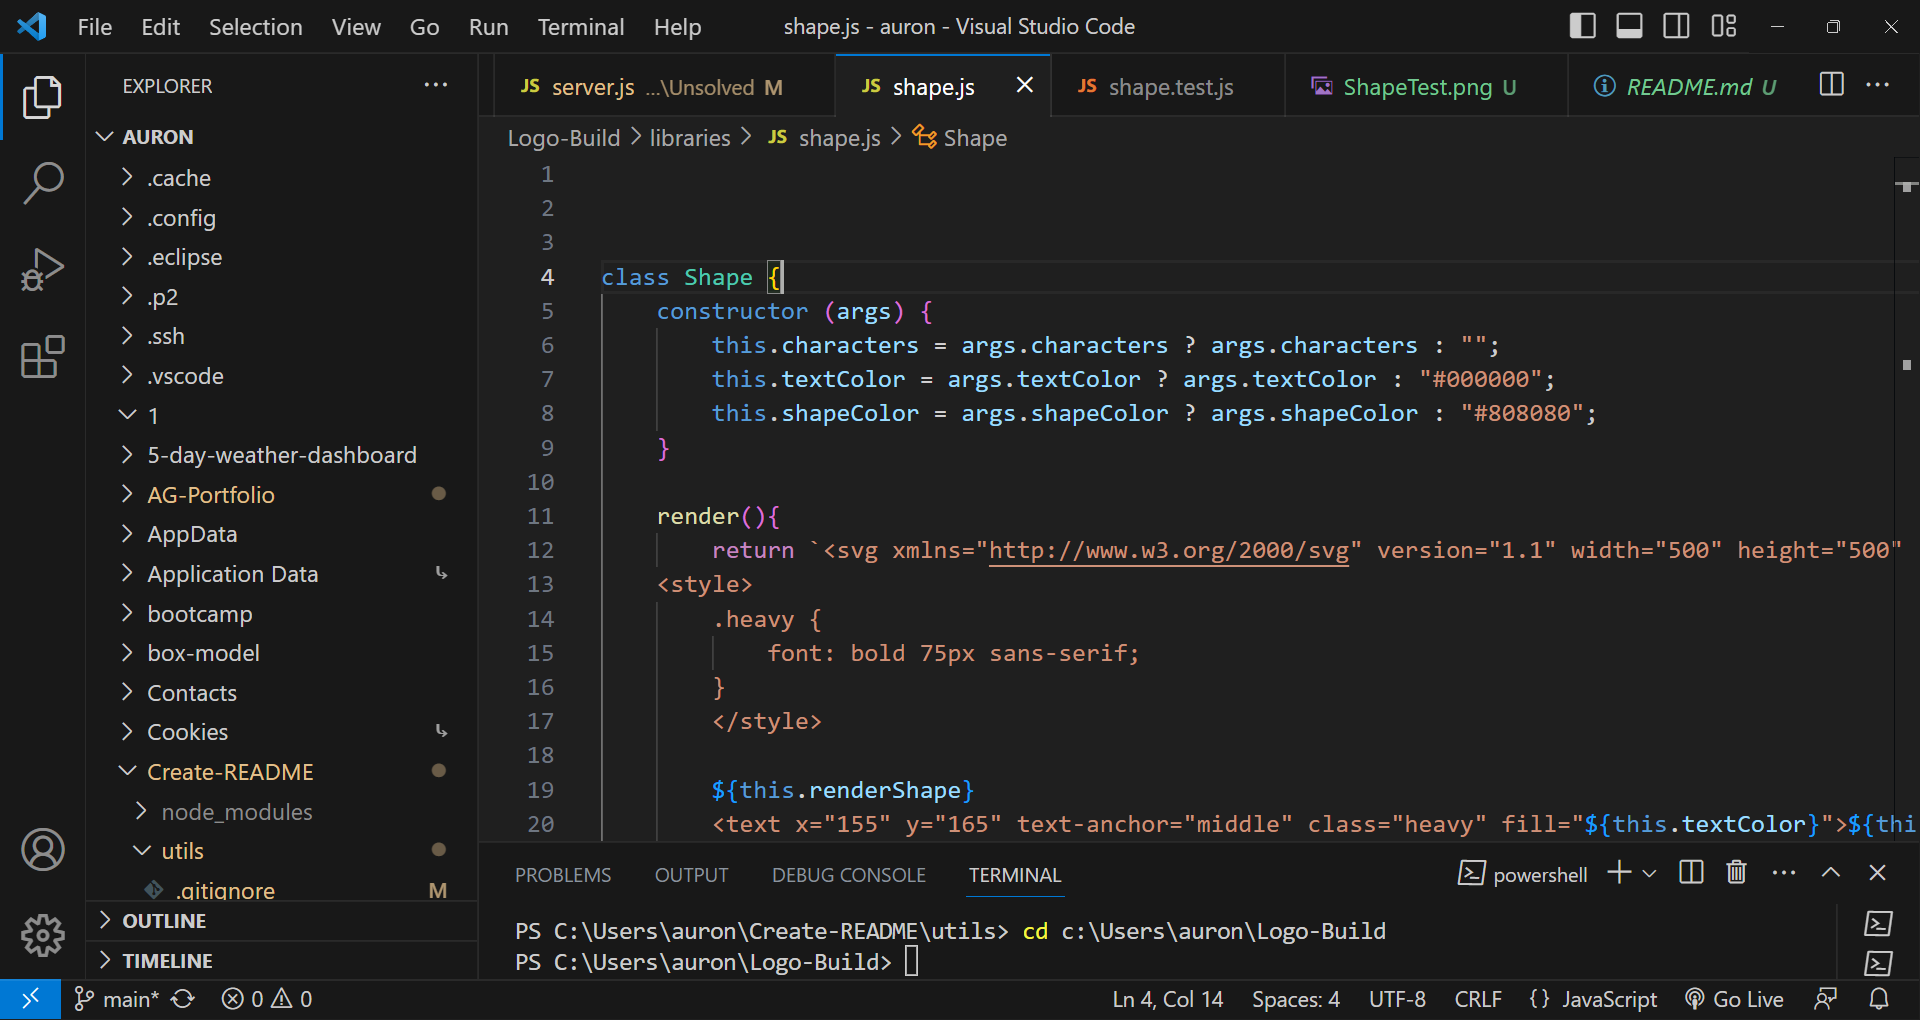 File Edit Selection View Go Run Terminal Help
shape.js - auron - Visual Studio Code
EXPLORER
AURON
.cache
.config
.eclipse
.p2
.ssh
.vscode
1
5-day-weather-dashboard
AG-Portfolio
AppData
Application Data
bootcamp
box-model
Contacts
Cookies
Create-README
node_modules
utils
.gitignore M
OUTLINE
TIMELINE
JS server.js ...\Unsolved M
JS shape.js
JS shape.test.js
ShapeTest.png U
README.md U
Logo-Build > libraries > JS shape.js > Shape
1
2
3
4 class Shape {
5 constructor (args) {
6 this.characters = args.characters ? args.characters : "";
7 this.textColor = args.textColor ? args.textColor : "#000000";
8 this.shapeColor = args.shapeColor ? args.shapeColor : "#808080";
9 }
10
11 render(){
12 return `<svg xmlns="http://www.w3.org/2000/svg" version="1.1" width="500" height="500"
13 <style>
14 .heavy {
15 font: bold 75px sans-serif;
16 }
17 </style>
18
19 ${this.renderShape}
20 <text x="155" y="165" text-anchor="middle" class="heavy" fill="${this.textColor}">${thi
PROBLEMS OUTPUT DEBUG CONSOLE TERMINAL
powershell
PS C:\Users\auron\Create-README\utils> cd c:\Users\auron\Logo-Build
PS C:\Users\auron\Logo-Build>
main* 0 0
Ln 4, Col 14 Spaces: 4 UTF-8 CRLF {} JavaScript Go Live